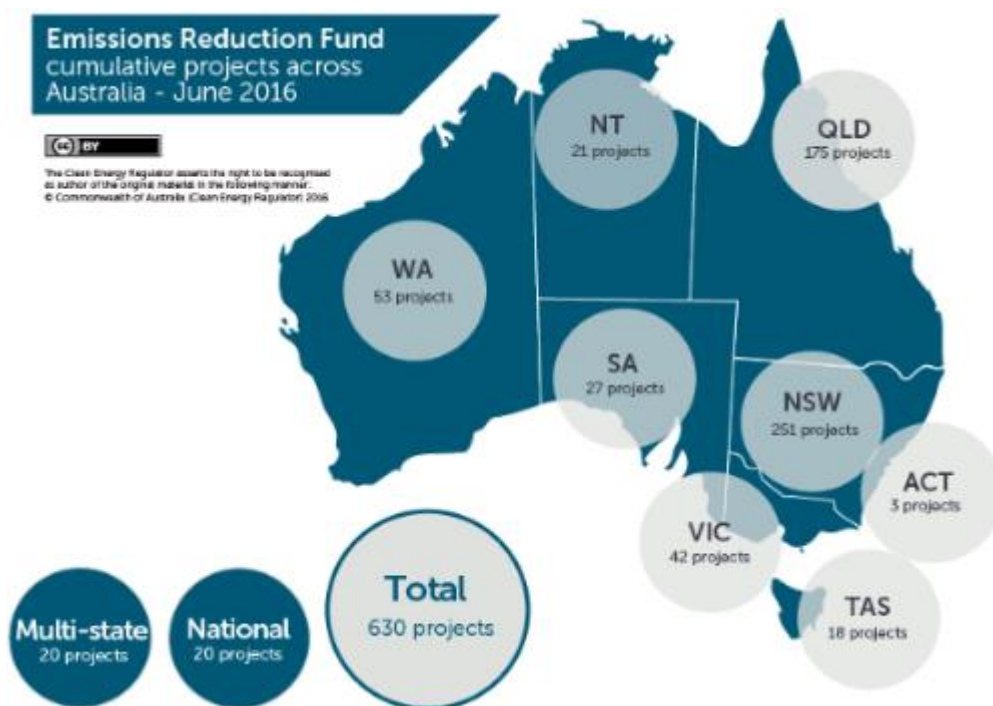 Emissions Reduction Fund
cumulative projects across
Australia - June 2016
cc BY
The Clean Energy Regulator asserts the right to be recognised
as author of the original material in the following manner:
© Commonwealth of Australia (Clean Energy Regulator) 2016
NT
21 projects
QLD
175 projects
WA
53 projects
SA
27 projects
NSW
251 projects
ACT
3 projects
VIC
42 projects
TAS
18 projects
Multi-state
20 projects
National
20 projects
Total
630 projects